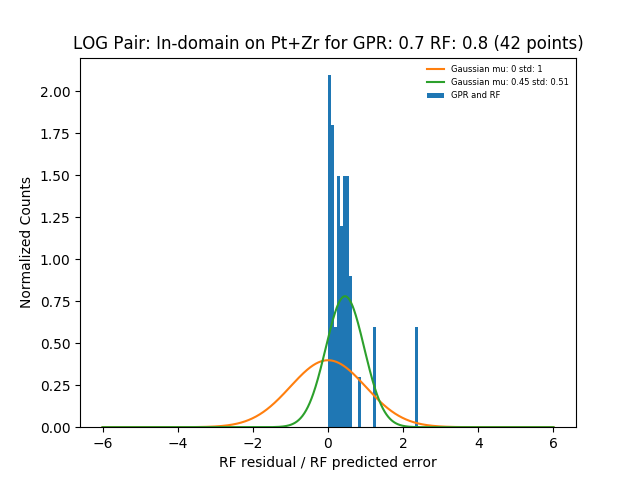 LOG Pair: In-domain on Pt+Zr for GPR: 0.7 RF: 0.8 (42 points)
Gaussian mu: 0 std: 1
Gaussian mu: 0.45 std: 0.51
GPR and RF
Normalized Counts
2.00
1.75
1.50
1.25
1.00
0.75
0.50
0.25
0.00
−6
−4
−2
0
2
4
6
RF residual / RF predicted error